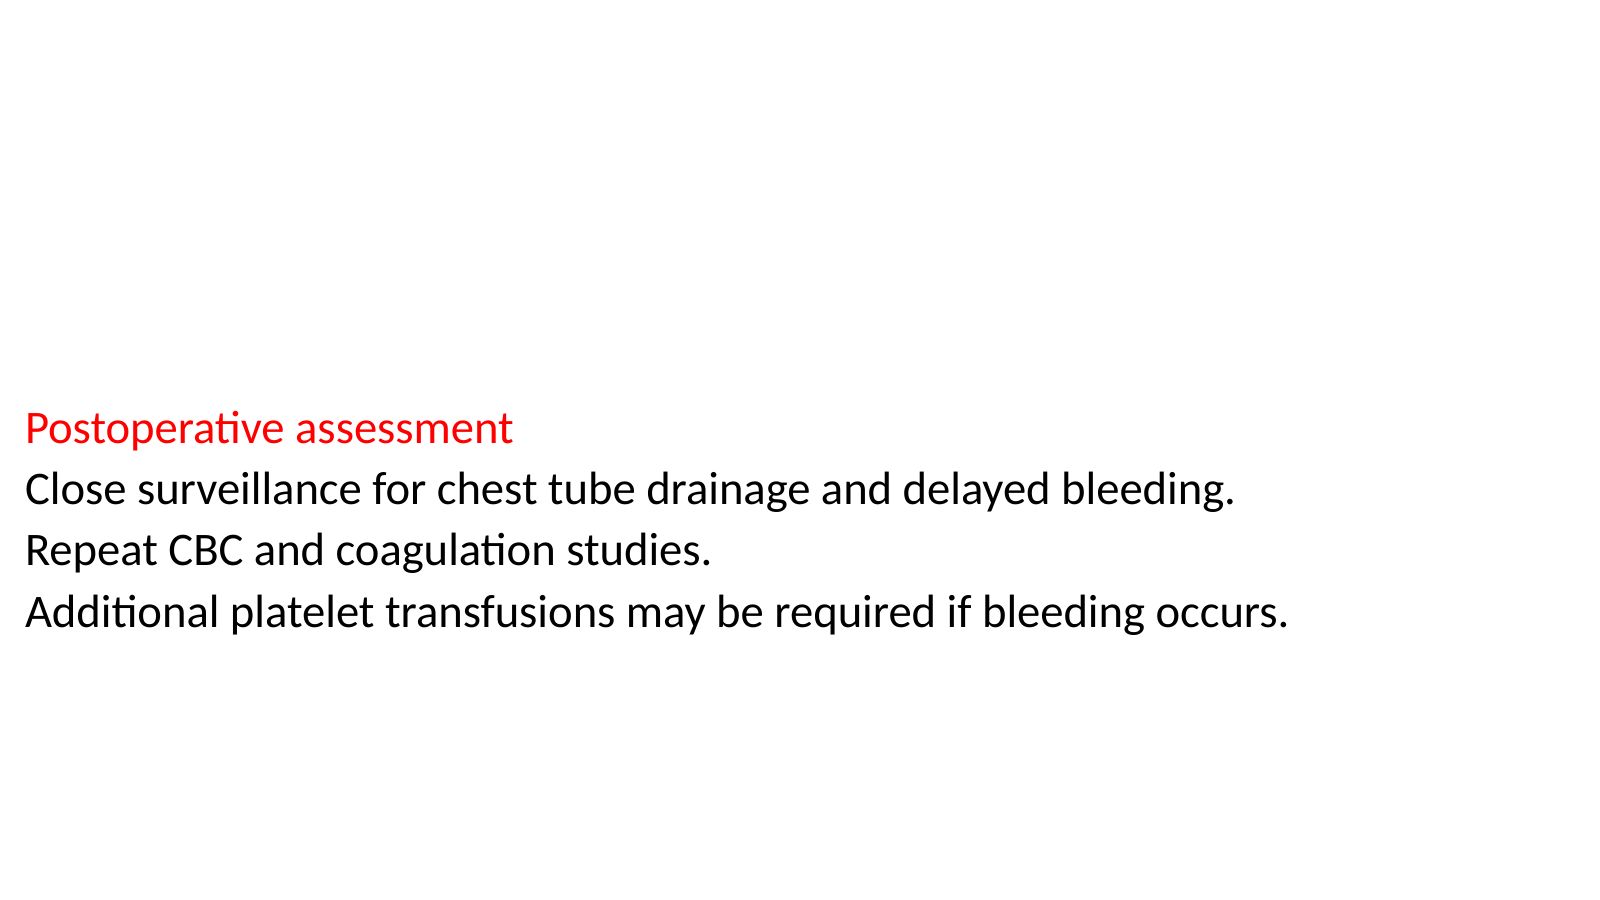 Postoperative assessment
Close surveillance for chest tube drainage and delayed bleeding.
Repeat CBC and coagulation studies.
Additional platelet transfusions may be required if bleeding occurs.